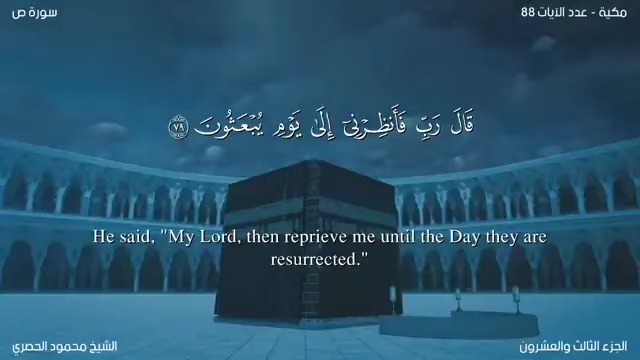 سورة ص
مكية - عدد الآيات 88
قَالَ رَبِّ فَأَنظِرْنِىٓ إِلَىٰ يَوْمِ يُبْعَثُونَ ٧٨
He said, "My Lord, then reprieve me until the Day they are
resurrected."
الشيخ محمود الحصري
الجزء الثالث والعشرون